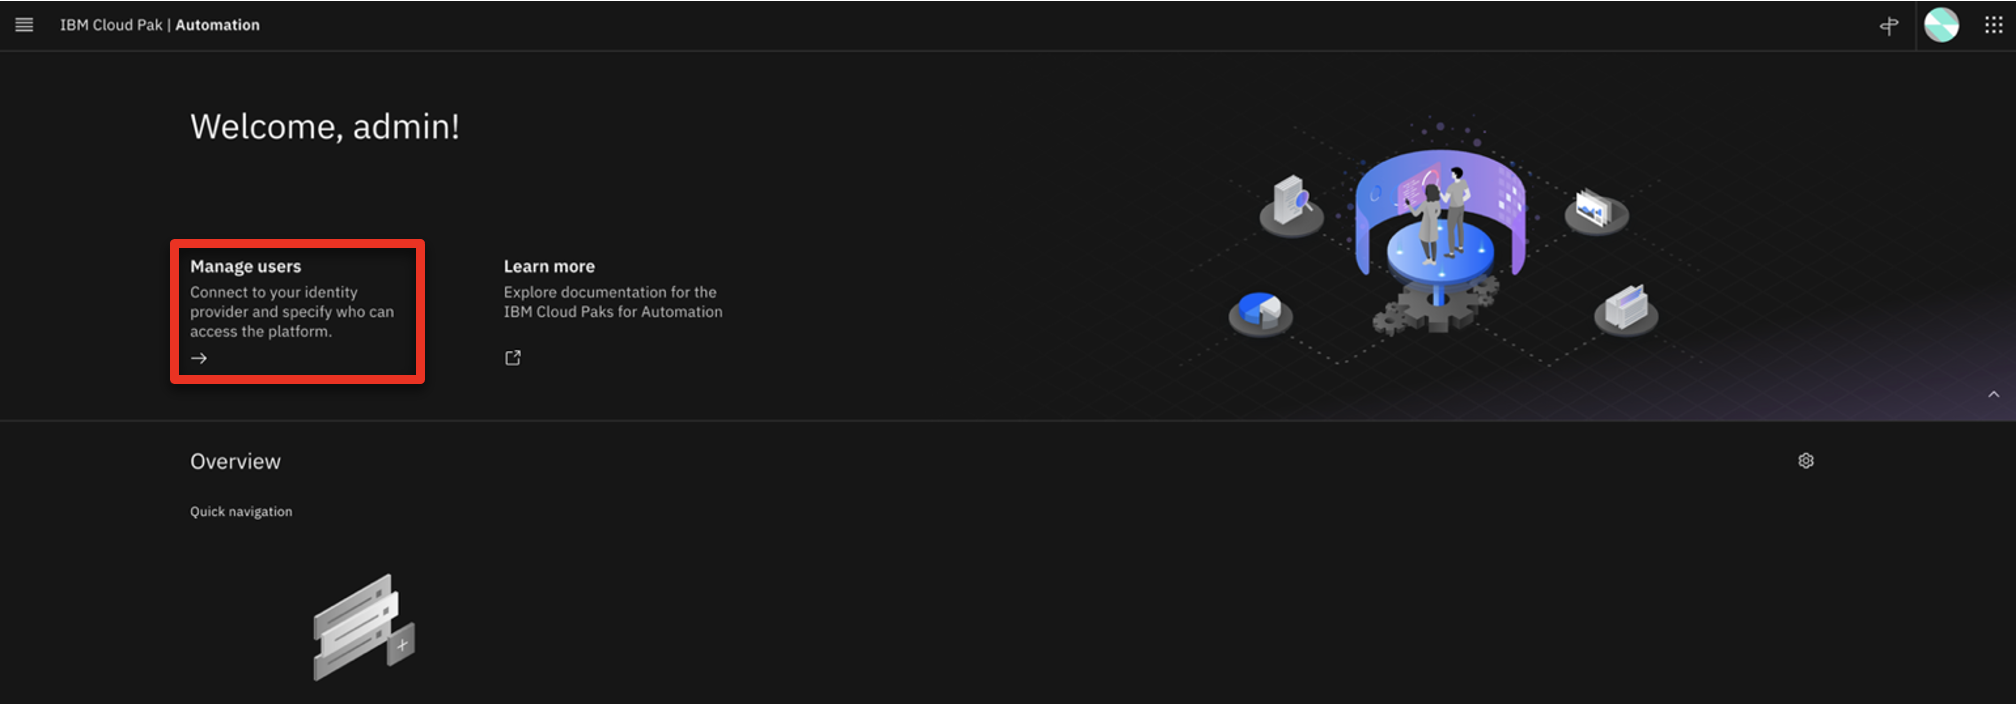 IBM Cloud Pak | Automation
Welcome, admin!
Manage users
Connect to your identity
provider and specify who can
access the platform.
Learn more
Explore documentation for the
IBM Cloud Paks for Automation
Overview
Quick navigation